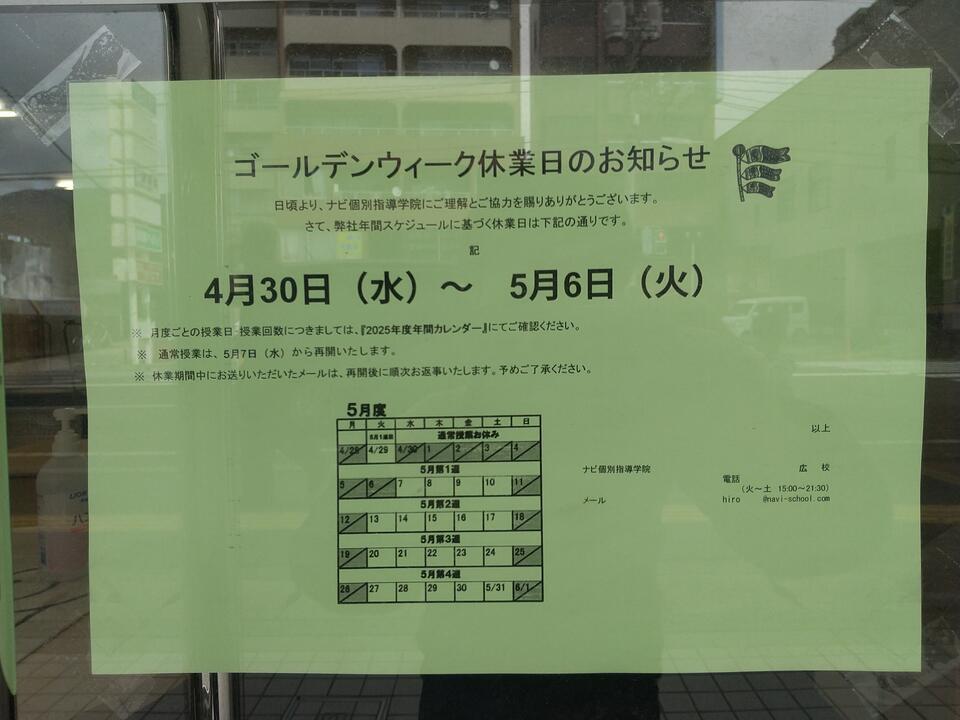 ゴールデンウィーク休業日のお知らせ
日頃より、ナビ個別指導学院にご理解とご協力を賜りありがとうございます。
さて、弊社年間スケジュールに基づく休業日は下記の通りです。
記
4月30日（水）～　5月6日（火）
※ 月度ごとの授業日・授業回数につきましては、『2025年度年間カレンダー』にてご確認ください。
※ 通常授業は、5月7日（水）から再開いたします。
※ 休業期間中にお送りいただいたメールは、再開後に順次お返事いたします。予めご了承ください。
5月度
月 火 水 木 金 土 日
5月1週前 通常授業お休み
4/28 4/29 4/30 1 2 3 4
5月第1週
5 6 7 8 9 10 11
5月第2週
12 13 14 15 16 17 18
5月第3週
19 20 21 22 23 24 25
5月第4週
26 27 28 29 30 5/31 6/1
以上
ナビ個別指導学院 広 校
電話
（火～土 15:00～21:30）
メール hiro @navi-school.com